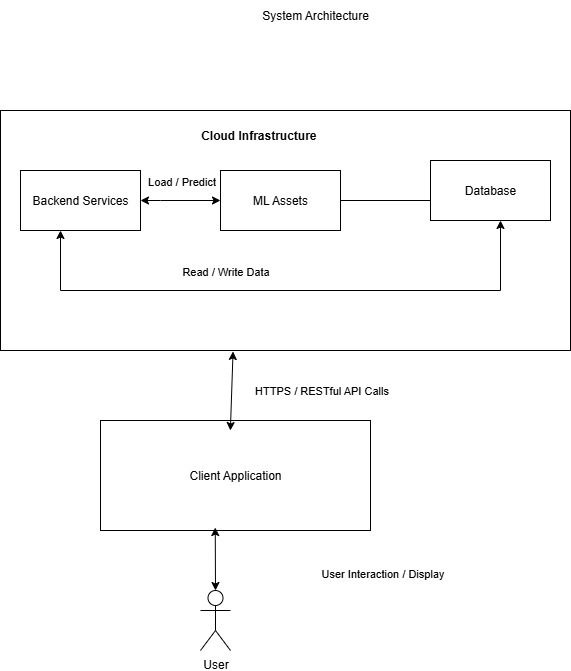 System Architecture
Cloud Infrastructure
Load / Predict
Backend Services
ML Assets
Database
Read / Write Data
HTTPS / RESTful API Calls
Client Application
User Interaction / Display
User